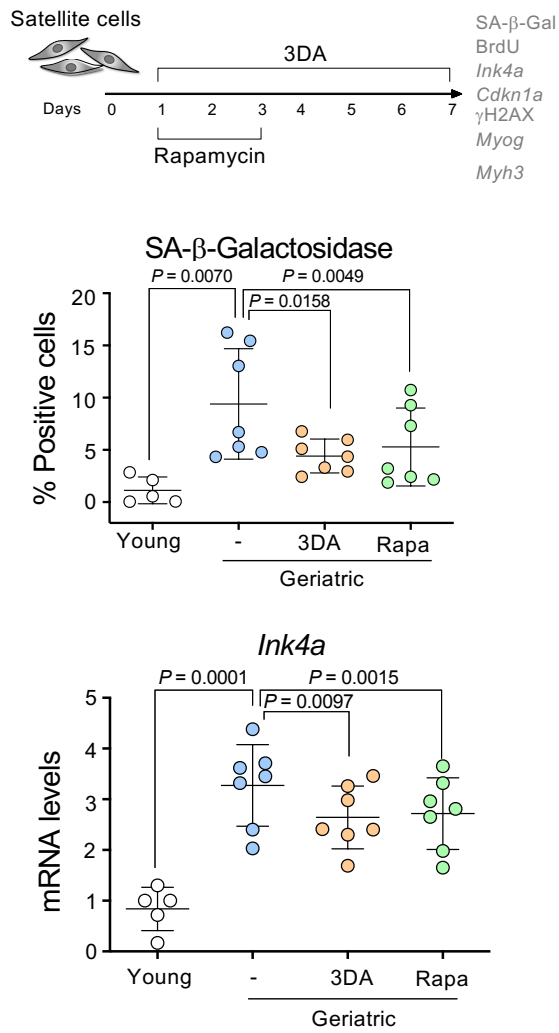 Satellite cells
3DA
Days 0 1 2 3 4 5 6 7
Rapamycin
SA-β-Gal
BrdU
Ink4a
Cdkn1a
γH2AX
Myog
Myh3
SA-β-Galactosidase
P = 0.0070
P = 0.0049
P = 0.0158
% Positive cells
20
15
10
5
0
Young - 3DA Rapa
Geriatric
Ink4a
P = 0.0001
P = 0.0015
P = 0.0097
mRNA levels
5
4
3
2
1
0
Young - 3DA Rapa
Geriatric